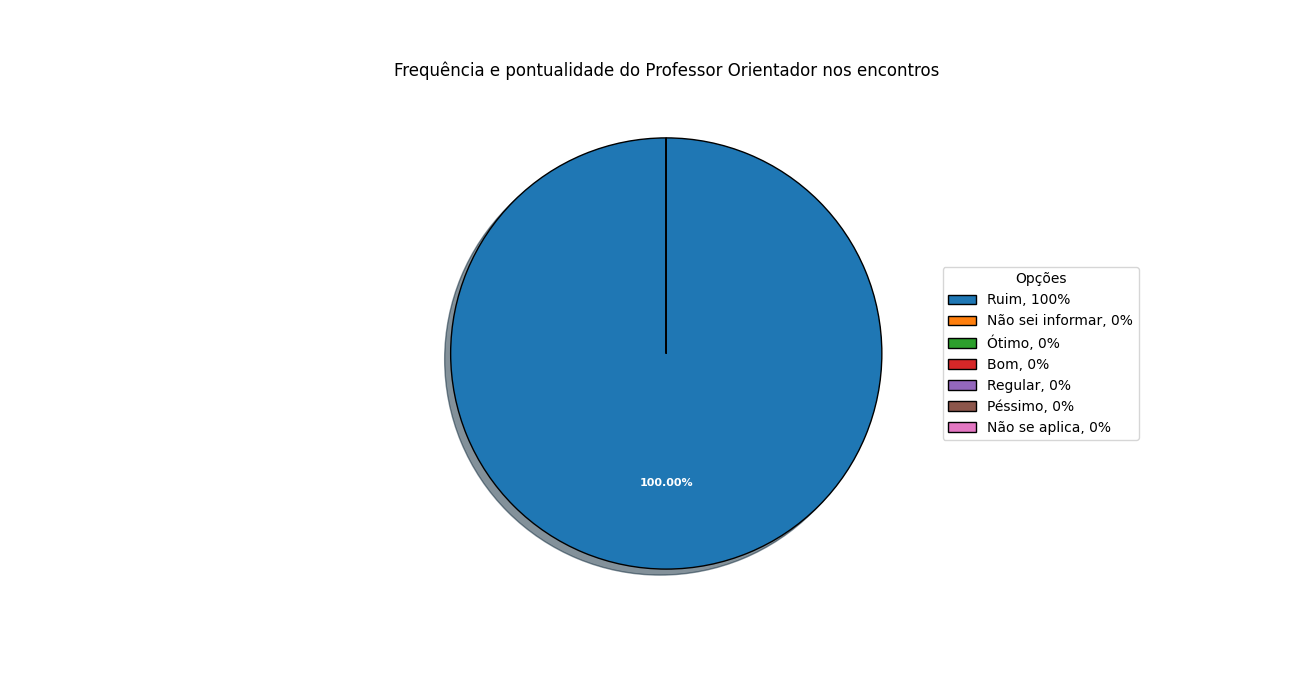 Frequência e pontualidade do Professor Orientador nos encontros
Opções
Ruim, 100%
Não sei informar, 0%
Ótimo, 0%
Bom, 0%
Regular, 0%
Péssimo, 0%
Não se aplica, 0%
100.00%